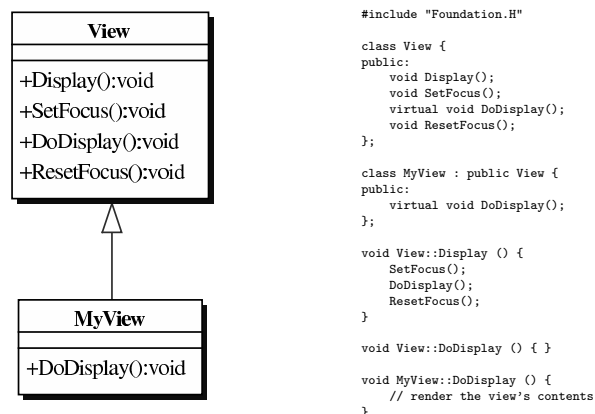 View
+Display():void
+SetFocus():void
+DoDisplay():void
+ResetFocus():void
MyView
+DoDisplay():void
#include "Foundation.H"
class View {
public:
void Display();
void SetFocus();
virtual void DoDisplay();
void ResetFocus();
};
class MyView : public View {
public:
virtual void DoDisplay();
};
void View::Display () {
SetFocus();
DoDisplay();
ResetFocus();
}
void View::DoDisplay () { }
void MyView::DoDisplay () {
// render the view's contents
}